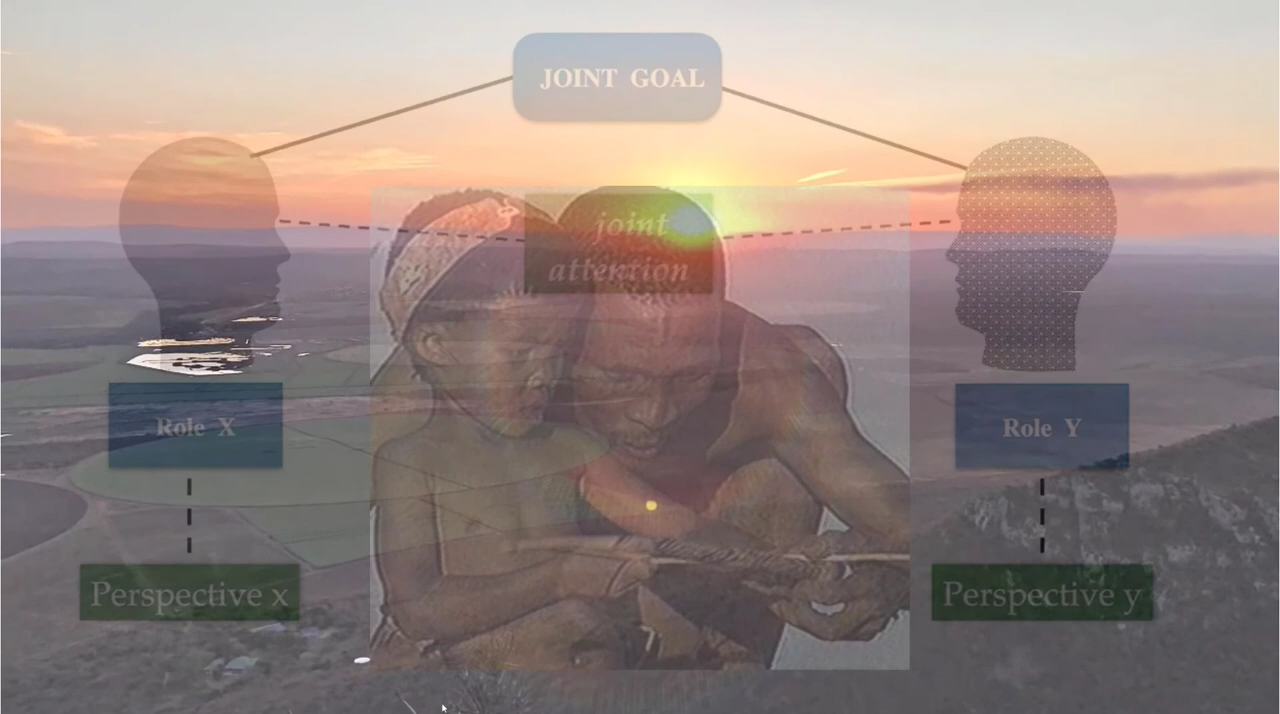 JOINT GOAL
joint
attention
Role X
Role Y
Perspective x
Perspective y